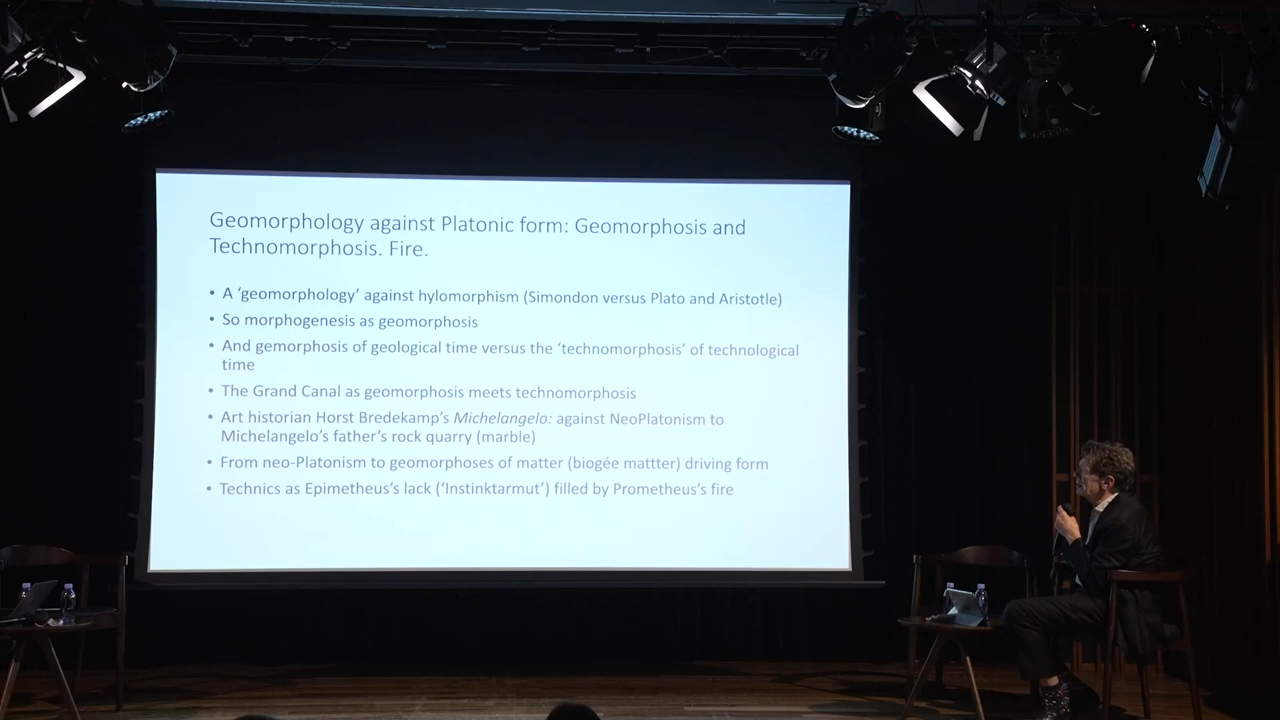 Geomorphology against Platonic form: Geomorphosis and
Technomorphosis. Fire.
• A ‘geomorphology’ against hylomorphism (Simondon versus Plato and Aristotle)
• So morphogenesis as geomorphosis
• And gemorphosis of geological time versus the ‘technomorphosis’ of technological
time
• The Grand Canal as geomorphosis meets technomorphosis
• Art historian Horst Bredekamp’s Michelangelo: against NeoPlatonism to
Michelangelo’s father’s rock quarry (marble)
• From neo-Platonism to geomorphoses of matter (biogée mattter) driving form
• Technics as Epimetheus’s lack (‘Instinktarmut’) filled by Prometheus’s fire